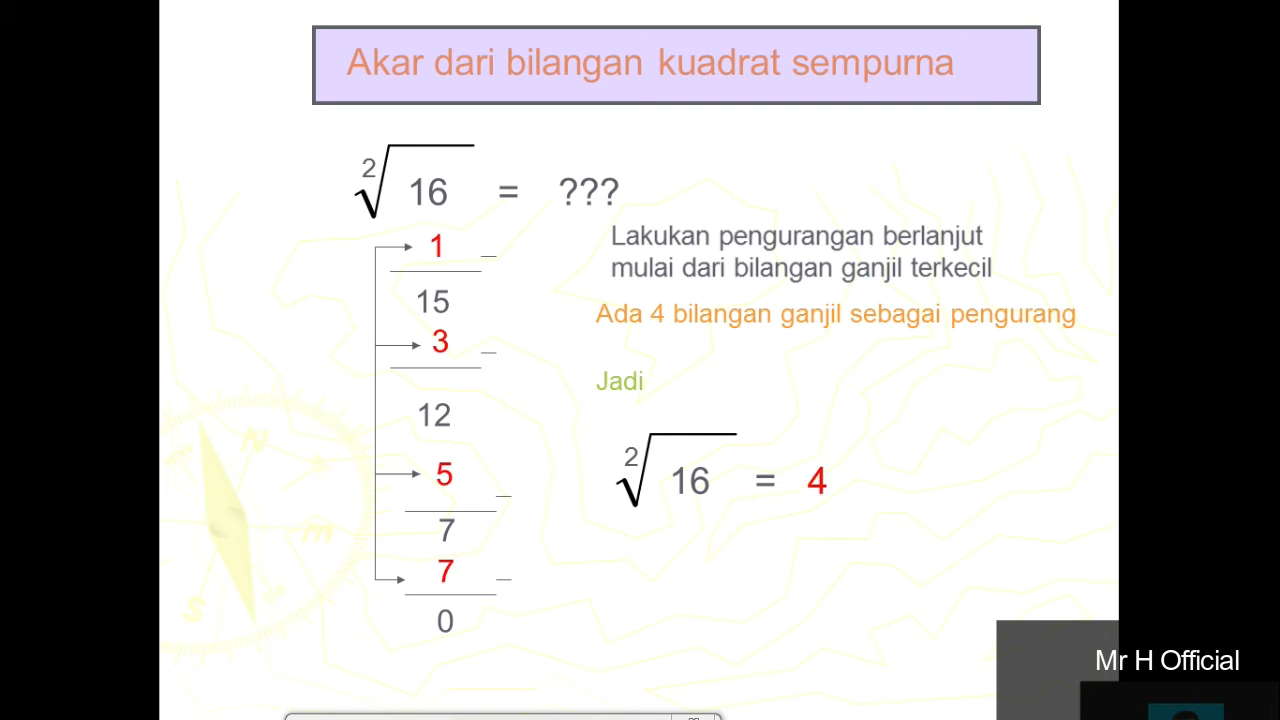 Akar dari bilangan kuadrat sempurna
2√16 = ???
1 _
Lakukan pengurangan berlanjut
mulai dari bilangan ganjil terkecil
15
Ada 4 bilangan ganjil sebagai pengurang
3 _
Jadi
12
5 _
2√16 = 4
7
7 _
0
Mr H Official
N
m
S